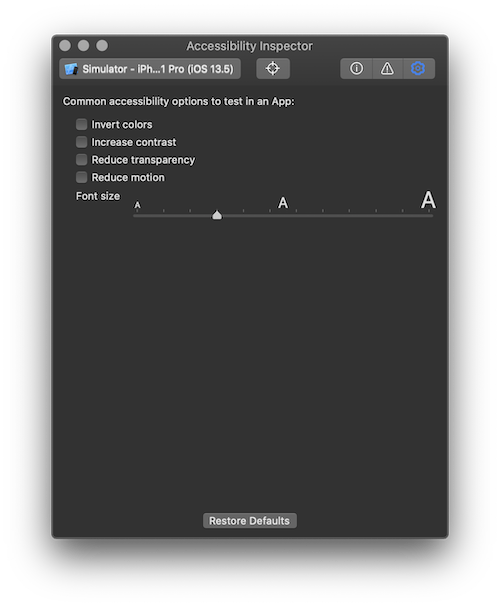 Accessibility Inspector
Simulator - iPh...1 Pro (iOS 13.5)
Common accessibility options to test in an App:
Invert colors
Increase contrast
Reduce transparency
Reduce motion
Font size
A A A
Restore Defaults